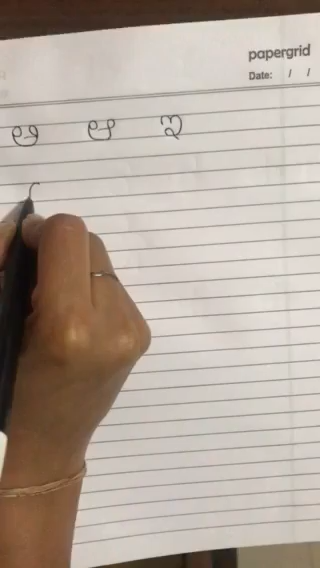 papergrid
Date: / /
ಅ ಆ ಇ